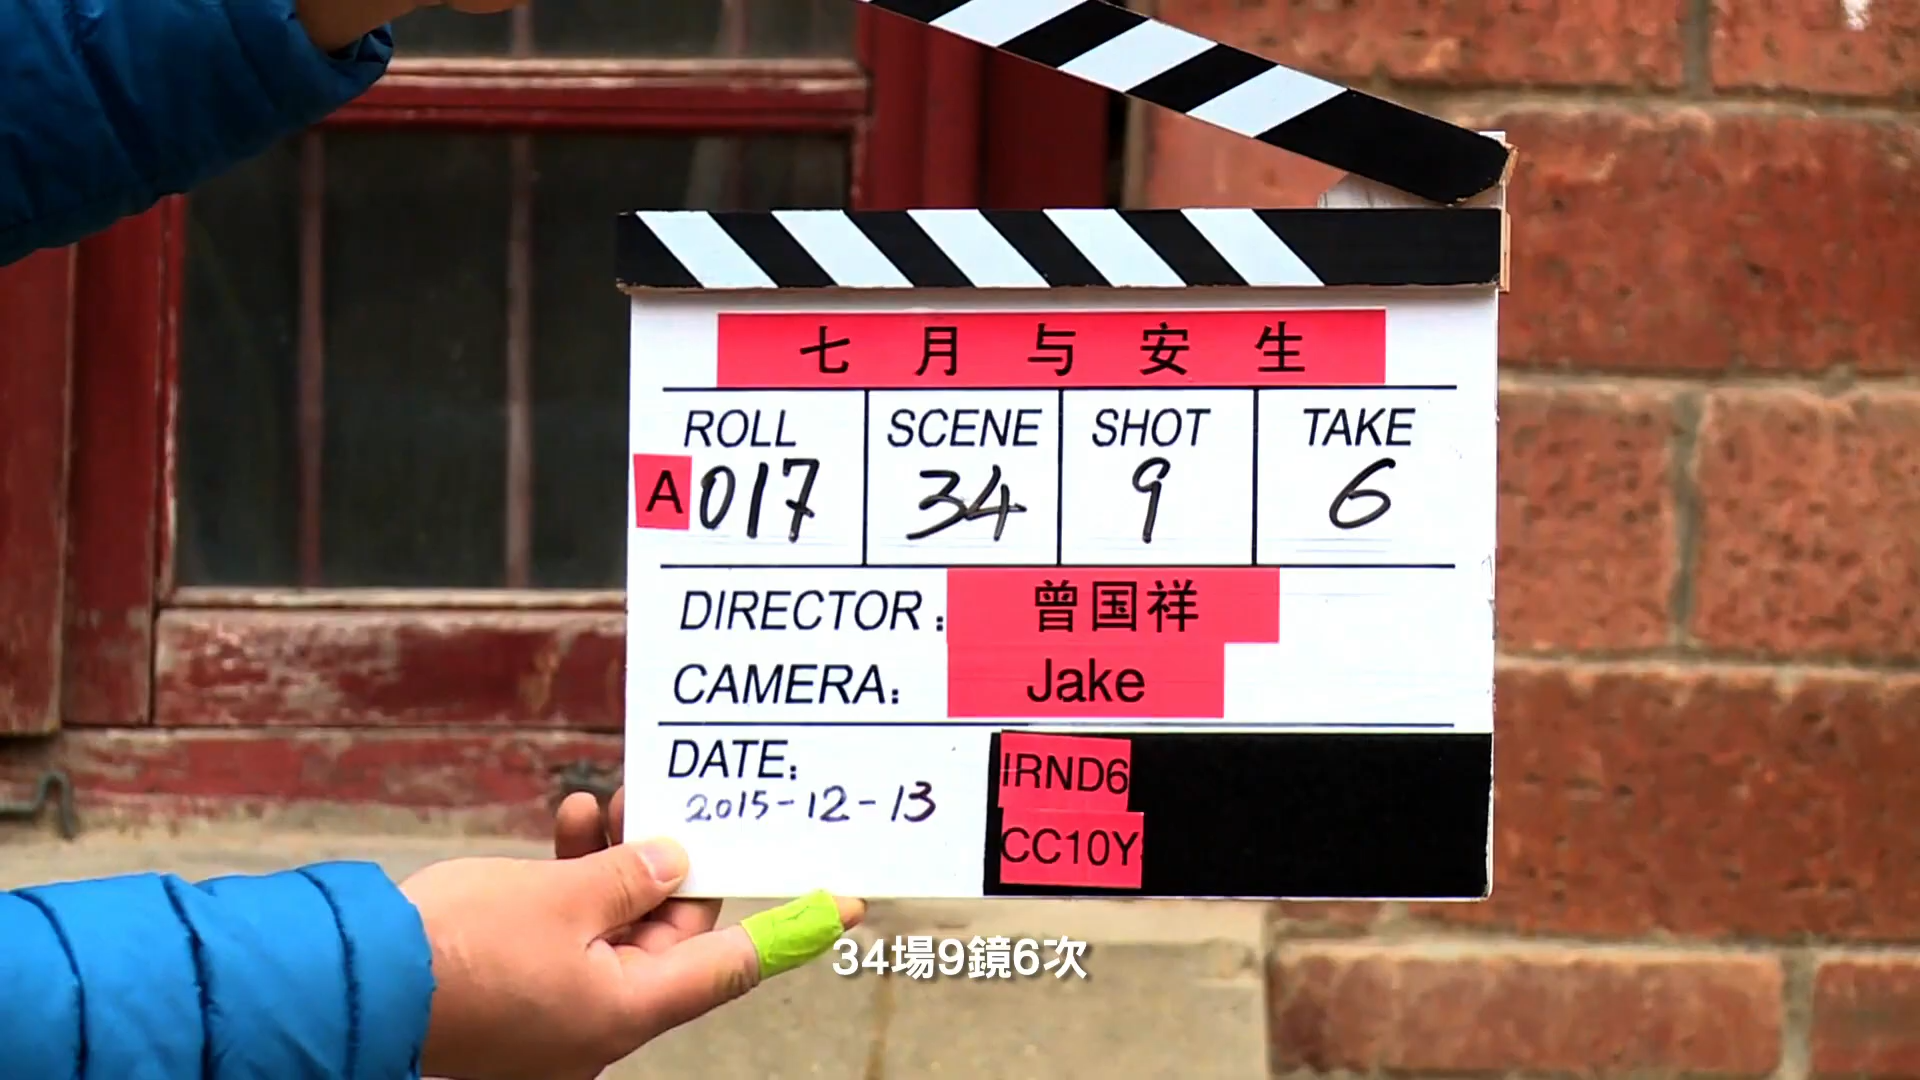 七月与安生
ROLL SCENE SHOT TAKE
A 017 34 9 6
DIRECTOR: 曾国祥
CAMERA: Jake
DATE: IRND6
2015-12-13
CC10Y
34場9鏡6次